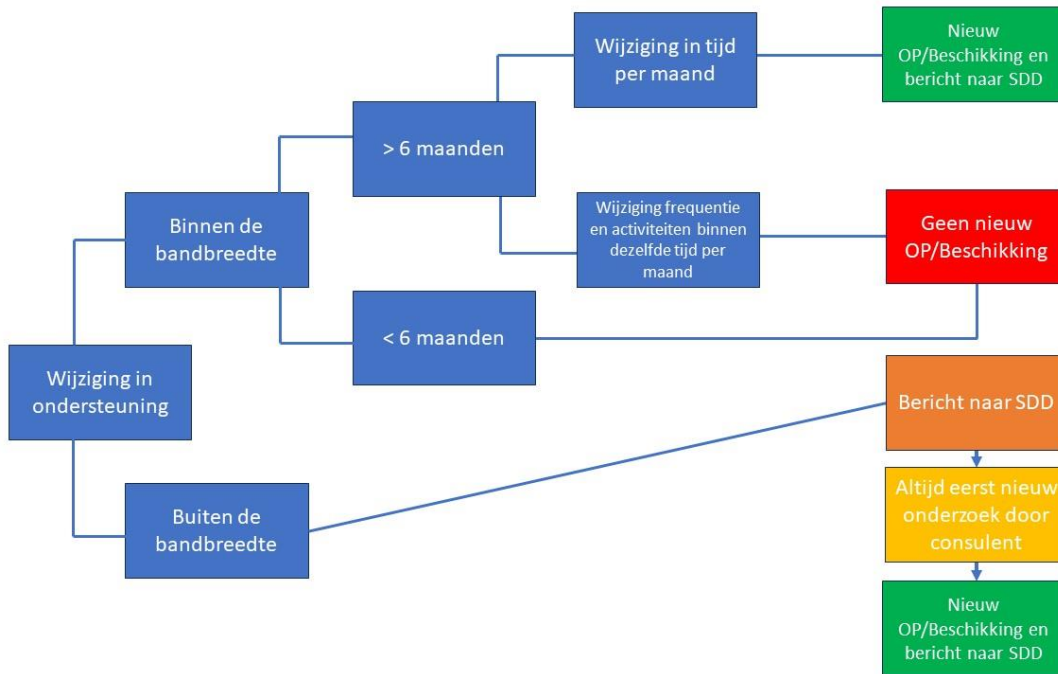 Wijziging in tijd
per maand
Nieuw
OP/Beschikking en
bericht naar SDD
> 6 maanden
Binnen de
bandbreedte
Wijziging frequentie
en activiteiten binnen
dezelfde tijd per
maand
Geen nieuw
OP/Beschikking
< 6 maanden
Wijziging in
ondersteuning
Bericht naar SDD
Buiten de
bandbreedte
Altijd eerst nieuw
onderzoek door
consulent
Nieuw
OP/Beschikking en
bericht naar SDD